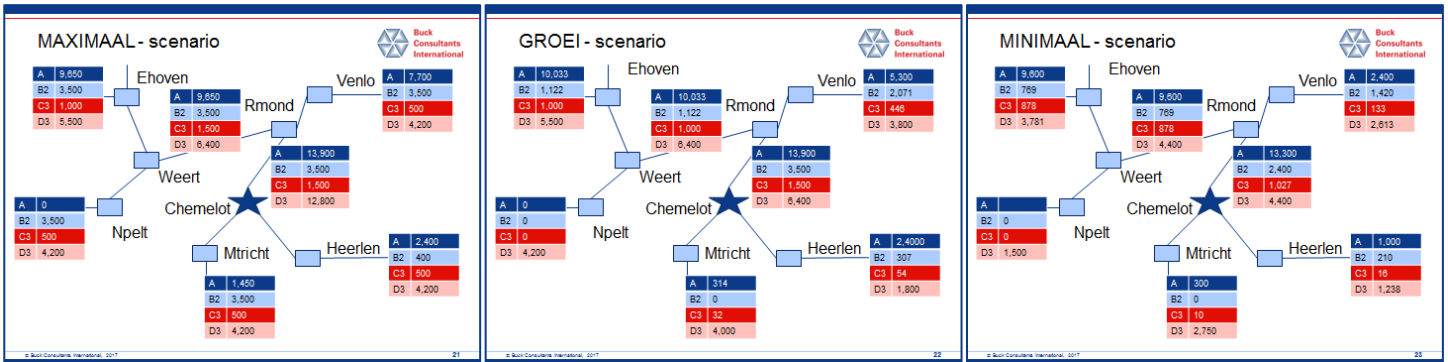 MAXIMAAL - scenario
Buck
Consultants
International
A 9,650
B2 3,500
C3 1,000
D3 5,500
Ehoven
A 9,650
B2 3,500
C3 1,500
D3 6,400
Rmond
Venlo
A 7,700
B2 3,500
C3 500
D3 4,200
Weert
A 13,900
B2 3,500
C3 1,500
D3 12,800
A 0
B2 3,500
C3 500
D3 4,200
Npelt
Chemelot
Mtricht
A 1,450
B2 3,500
C3 500
D3 4,200
Heerlen
A 2,400
B2 400
C3 500
D3 4,200
© Buck Consultants International, 2017
21
GROEI - scenario
Buck
Consultants
International
A 10,033
B2 1,122
C3 1,000
D3 5,500
Ehoven
A 10,033
B2 1,122
C3 1,000
D3 6,400
Rmond
Venlo
A 5,300
B2 2,071
C3 446
D3 3,800
Weert
A 13,900
B2 3,500
C3 1,500
D3 6,400
A 0
B2 0
C3 0
D3 4,200
Npelt
Chemelot
Mtricht
A 314
B2 0
C3 32
D3 4,000
Heerlen
A 2,4000
B2 307
C3 54
D3 1,800
© Buck Consultants International, 2017
22
MINIMAAL - scenario
Buck
Consultants
International
A 9,600
B2 769
C3 878
D3 3,781
Ehoven
A 9,600
B2 769
C3 878
D3 4,400
Rmond
Venlo
A 2,400
B2 1,420
C3 133
D3 2,613
Weert
A 13,300
B2 2,400
C3 1,027
D3 4,400
A
B2 0
C3 0
D3 1,500
Npelt
Chemelot
Mtricht
A 300
B2 0
C3 10
D3 2,750
Heerlen
A 1,000
B2 210
C3 16
D3 1,238
© Buck Consultants International, 2017
23